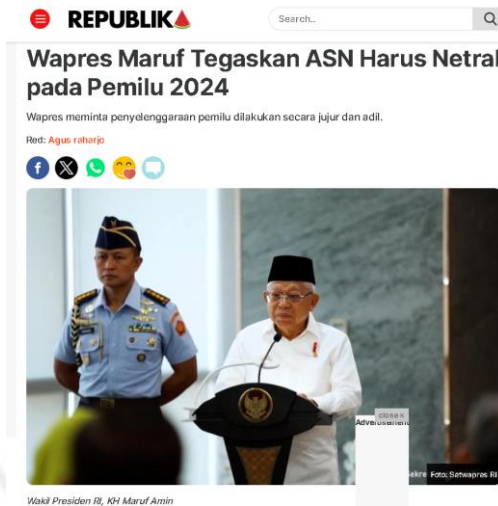 REPUBLIKA
Search..
Wapres Maruf Tegaskan ASN Harus Netral
pada Pemilu 2024
Wapres meminta penyelenggaraan pemilu dilakukan secara jujur dan adil.
Red: Agus raharjo
close x
Advertisement
Foto: Setwapres RI
Wakil Presiden RI, KH Maruf Amin